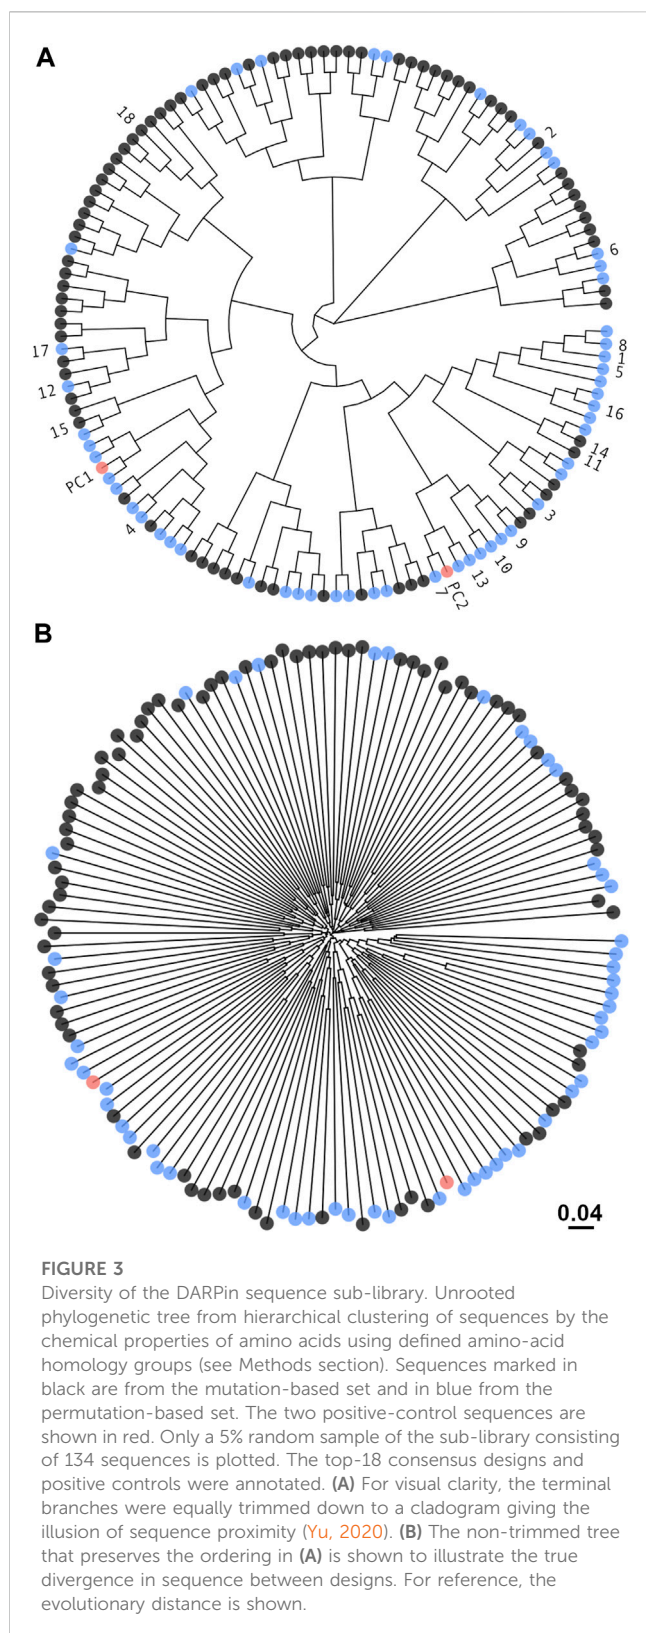 A
18
2
6
8
1
5
16
14
11
3
9
10
13
PC2
7
4
PC1
15
12
17
B
0.04
FIGURE 3
Diversity of the DARPin sequence sub-library. Unrooted
phylogenetic tree from hierarchical clustering of sequences by the
chemical properties of amino acids using defined amino-acid
homology groups (see Methods section). Sequences marked in
black are from the mutation-based set and in blue from the
permutation-based set. The two positive-control sequences are
shown in red. Only a 5% random sample of the sub-library consisting
of 134 sequences is plotted. The top-18 consensus designs and
positive controls were annotated. (A) For visual clarity, the terminal
branches were equally trimmed down to a cladogram giving the
illusion of sequence proximity (Yu, 2020). (B) The non-trimmed tree
that preserves the ordering in (A) is shown to illustrate the true
divergence in sequence between designs. For reference, the
evolutionary distance is shown.